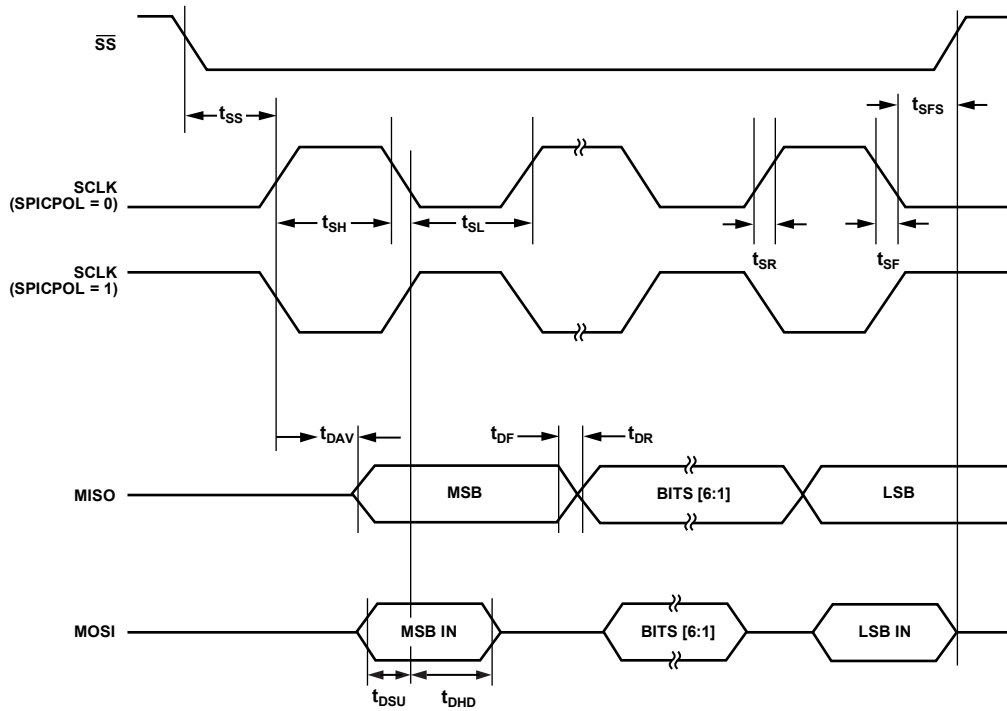 SS
tSS
tSFS
SCLK
(SPICPOL = 0)
tSH
tSL
tSR
tSF
SCLK
(SPICPOL = 1)
tDAV
tDF
tDR
MISO
MSB
BITS [6:1]
LSB
MOSI
MSB IN
BITS [6:1]
LSB IN
tDSU
tDHD